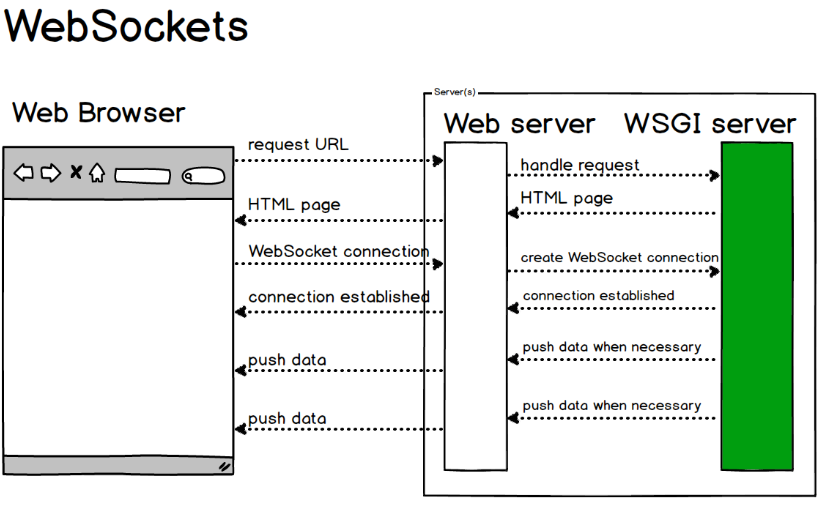 WebSockets
Server(s)
Web Browser
Web server
WSGI server
request URL
handle request
HTML page
HTML page
WebSocket connection
create WebSocket connection
connection established
connection established
push data when necessary
push data
push data when necessary
push data